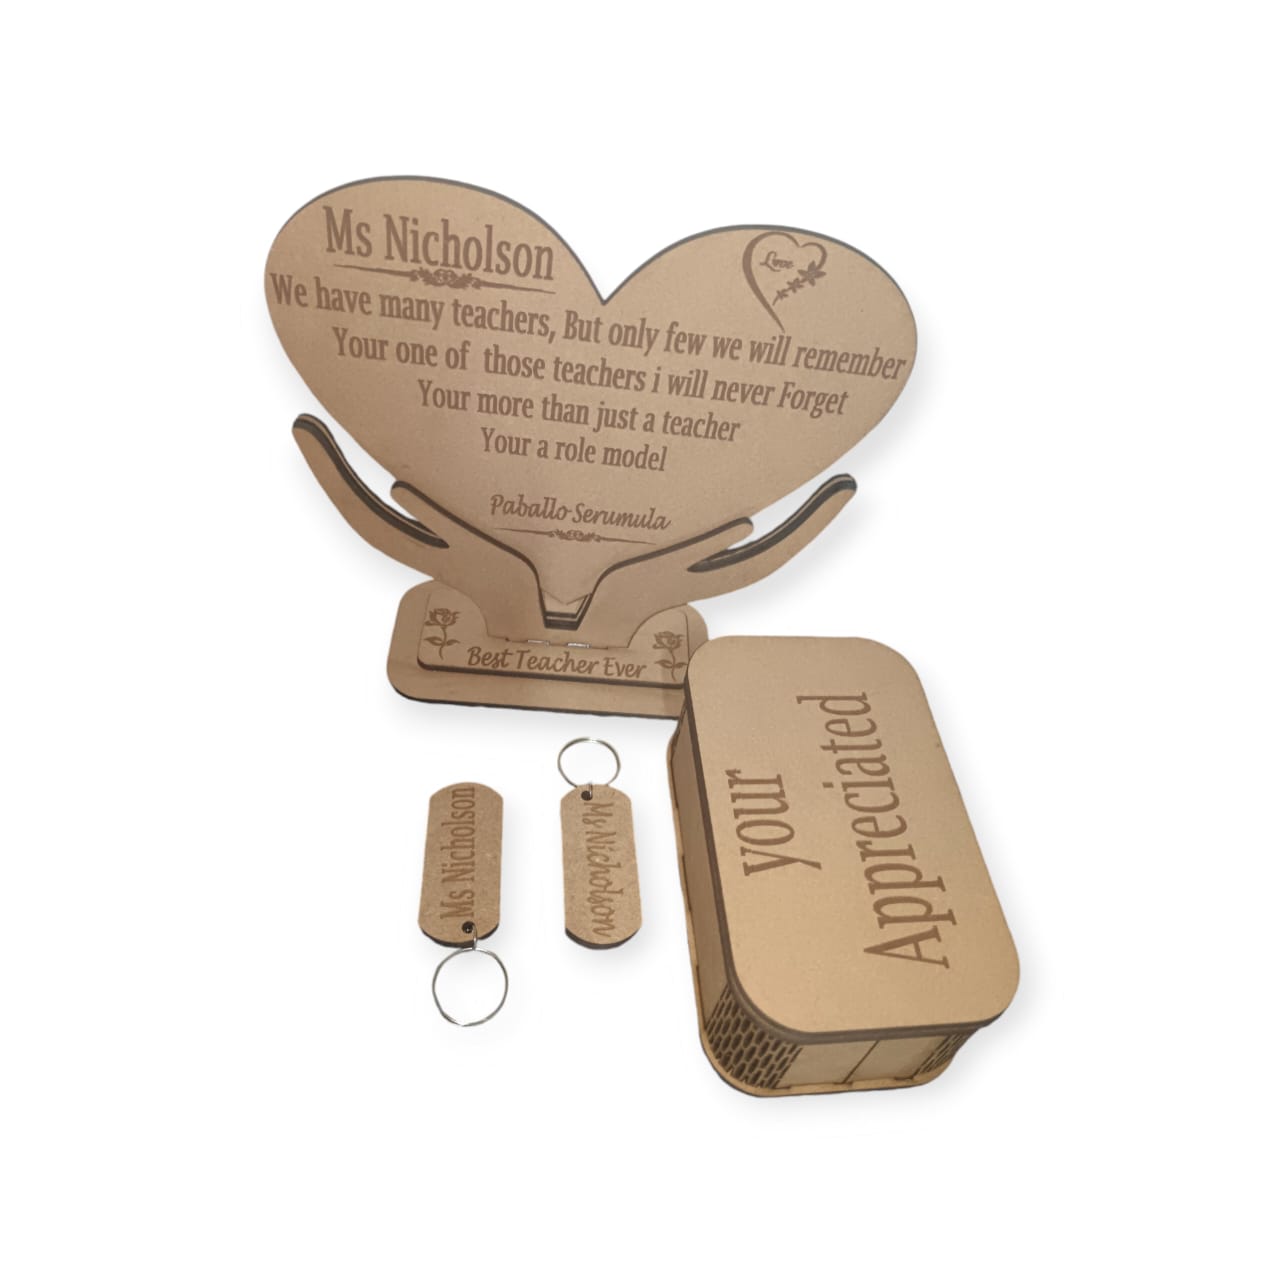 Ms Nicholson
Love
We have many teachers, But only few we will remember
Your one of those teachers i will never Forget
Your more than just a teacher
Your a role model
Paballo Serumula
Best Teacher Ever
Ms Nicholson
Ms Nicholson
your
Appreciated